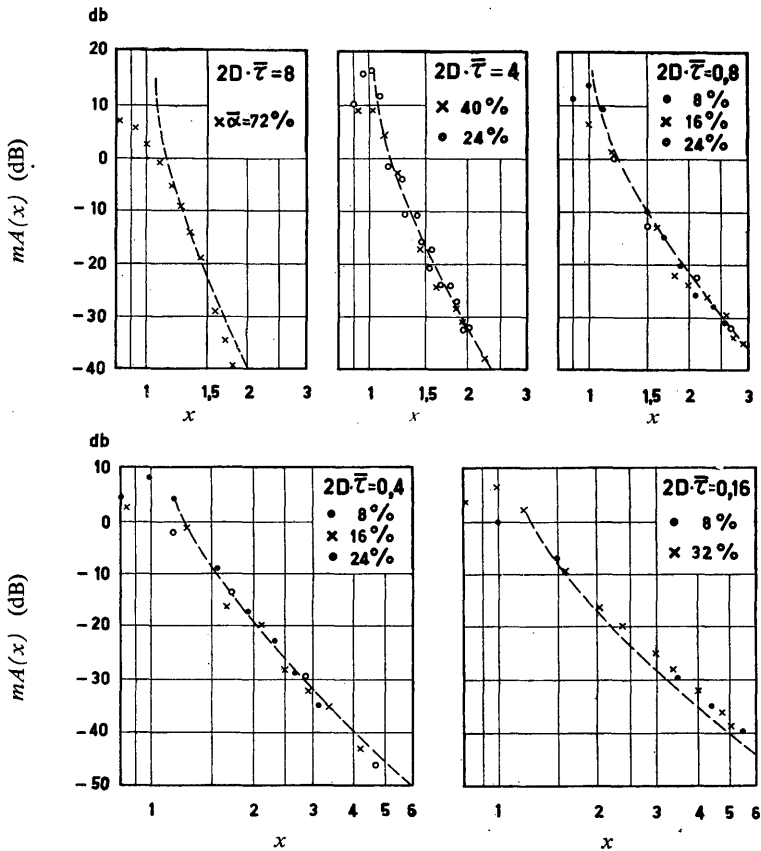 db
20
10
0
-10
-20
-30
-40
mA(x) (dB)
2D·τ̅=8
×α̅=72%
1
1,5
2
3
x
2D·τ̅=4
× 40%
o 24%
1
1,5
2
3
x
2D·τ̅=0,8
• 8%
× 16%
o 24%
1
1,5
2
3
x
db
10
0
-10
-20
-30
-40
-50
mA(x) (dB)
2D·τ̅=0,4
• 8%
× 16%
• 24%
1
2
3
4
5
6
x
2D·τ̅=0,16
• 8%
× 32%
1
2
3
4
5
6
x